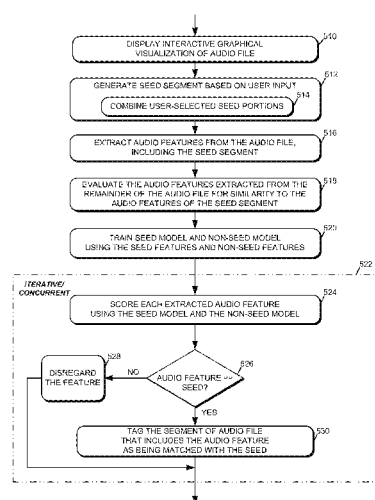 DISPLAY INTERACTIVE GRAPHICAL
VISUALIZATION OF AUDIO FILE
510
GENERATE SEED SEGMENT BASED ON USER INPUT
512
514
COMBINE USER-SELECTED SEED PORTIONS
EXTRACT AUDIO FEATURES FROM THE AUDIO FILE,
INCLUDING THE SEED SEGMENT
516
EVALUATE THE AUDIO FEATURES EXTRACTED FROM THE
REMAINDER OF THE AUDIO FILE FOR SIMILARITY TO THE
AUDIO FEATURES OF THE SEED SEGMENT
TRAIN SEED MODEL AND NON-SEED MODEL
USING THE SEED FEATURES AND NON-SEED FEATURES
522
ITERATIVE/
CONCURRENT
SCORE EACH EXTRACTED AUDIO FEATURE
USING THE SEED MODEL AND THE NON-SEED MODEL
524
528
DISREGARD
THE FEATURE
NO
AUDIO FEATURE
SEED?
526
YES
TAG THE SEGMENT OF AUDIO FILE
THAT INCLUDES THE AUDIO FEATURE
AS BEING MATCHED WITH THE SEED
530